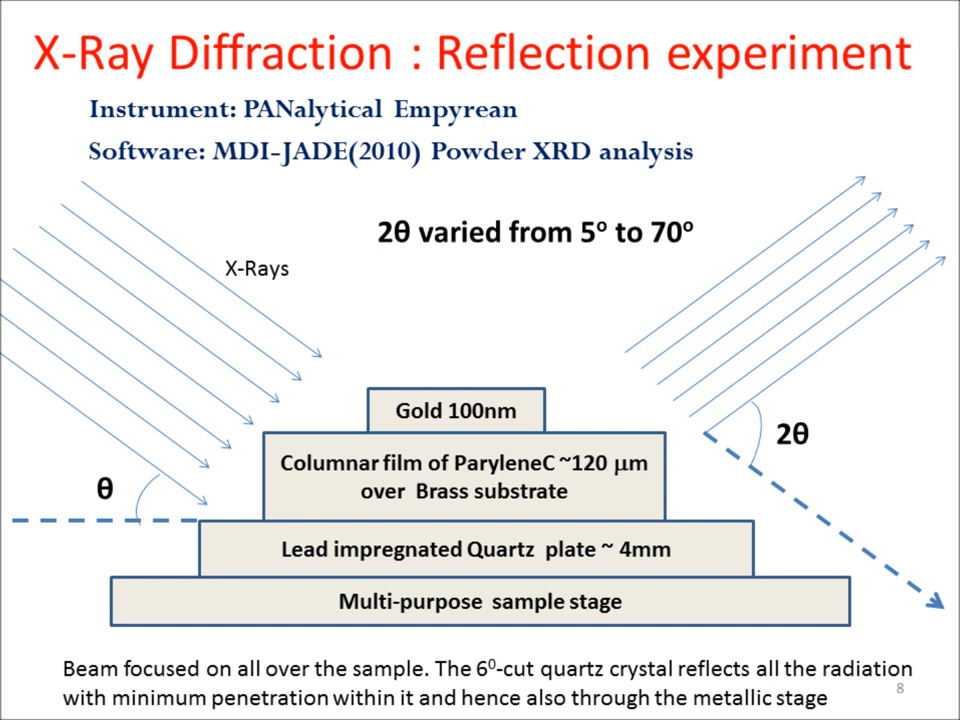 X-Ray Diffraction : Reflection experiment
Instrument: PANalytical Empyrean
Software: MDI-JADE(2010) Powder XRD analysis
2θ varied from 5º to 70º
X-Rays
Gold 100nm
2θ
Columnar film of ParyleneC ~120 μm
over Brass substrate
θ
Lead impregnated Quartz plate ~ 4mm
Multi-purpose sample stage
Beam focused on all over the sample. The 6⁰-cut quartz crystal reflects all the radiation
with minimum penetration within it and hence also through the metallic stage
8